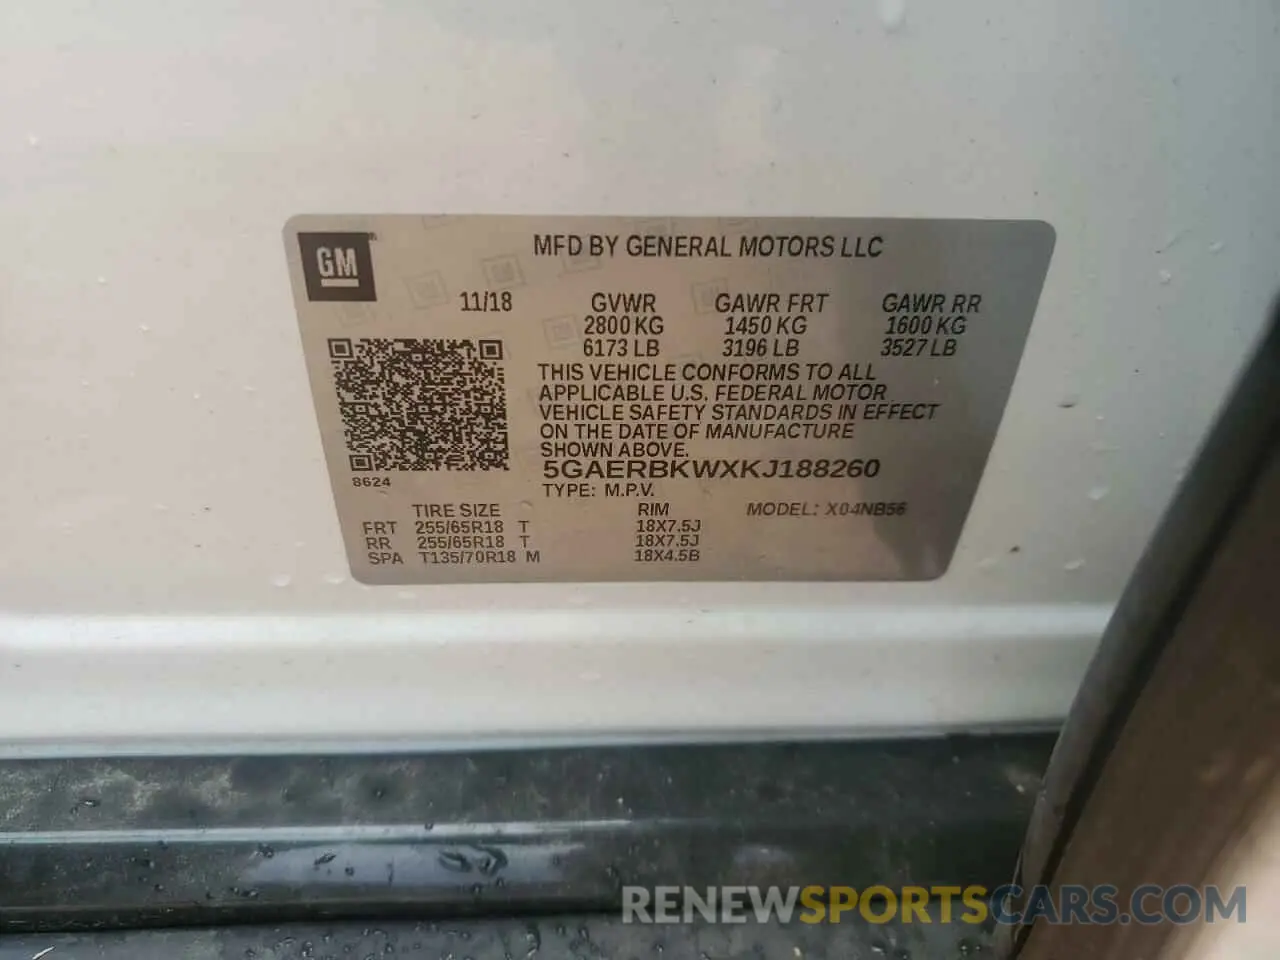 GM
MFD BY GENERAL MOTORS LLC
11/18 GVWR GAWR FRT GAWR RR
2800 KG 1450 KG 1600 KG
6173 LB 3196 LB 3527 LB
THIS VEHICLE CONFORMS TO ALL
APPLICABLE U.S. FEDERAL MOTOR
VEHICLE SAFETY STANDARDS IN EFFECT
ON THE DATE OF MANUFACTURE
SHOWN ABOVE.
5GAERBKWXKJ188260
8624
TYPE: M.P.V.
TIRE SIZE RIM MODEL: X04NB56
FRT 255/65R18 T 18X7.5J
RR 255/65R18 T 18X7.5J
SPA T135/70R18 M 18X4.5B
RENEWSPORTSCARS.COM